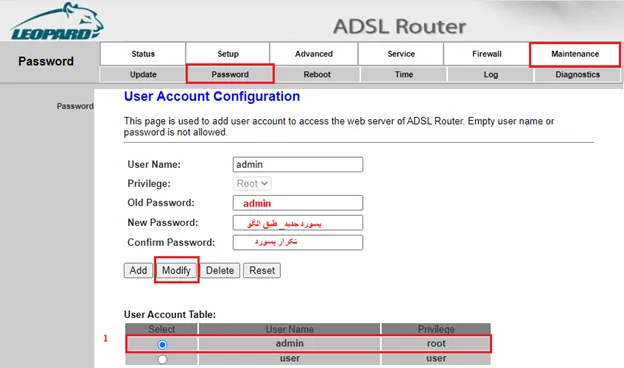 LEOPARD
ADSL Router
Password
Status Setup Advanced Service Firewall Maintenance
Update Password Reboot Time Log Diagnostics
Password
User Account Configuration
This page is used to add user account to access the web server of ADSL Router. Empty user name or
password is not allowed.
User Name: admin
Privilege: Root
Old Password: admin
New Password: پسورد جدید_ طبق الگو
Confirm Password: تکرار پسورد
Add Modify Delete Reset
User Account Table:
Select User Name Privilege
1 admin root
user user